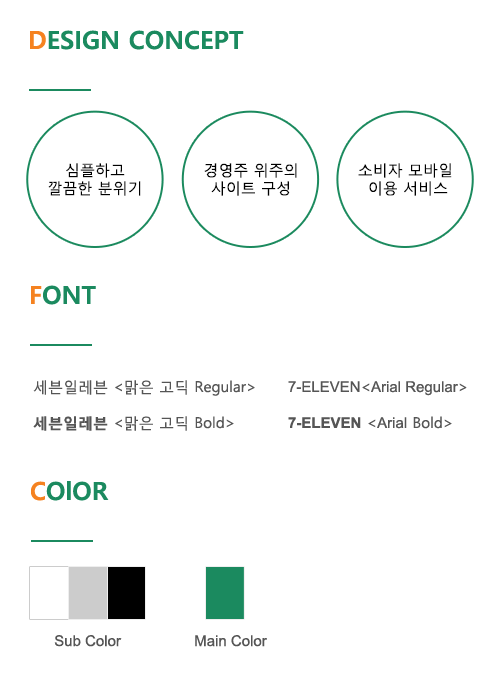 DESIGN CONCEPT
심플하고
깔끔한 분위기
경영주 위주의
사이트 구성
소비자 모바일
이용 서비스
FONT
세븐일레븐 <맑은 고딕 Regular>
7-ELEVEN<Arial Regular>
세븐일레븐 <맑은 고딕 Bold>
7-ELEVEN <Arial Bold>
COlOR
Sub Color
Main Color